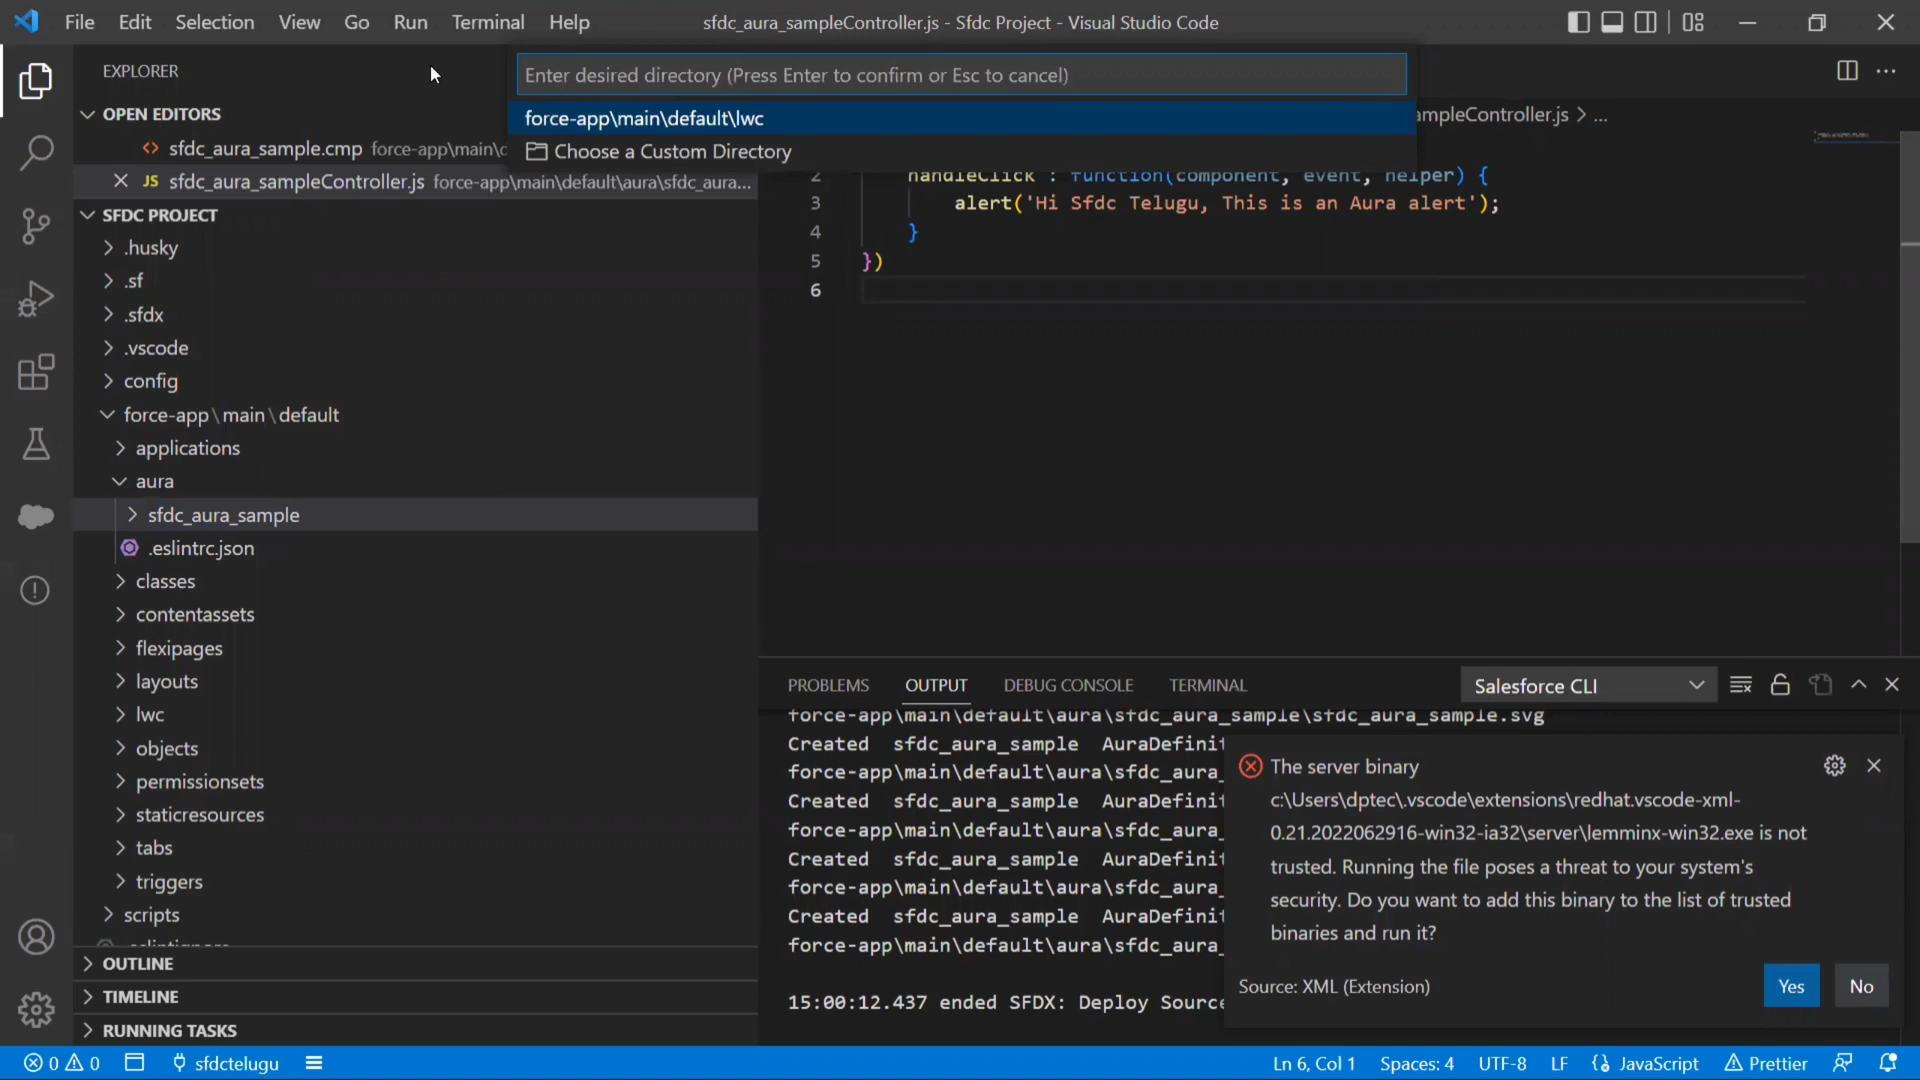 File Edit Selection View Go Run Terminal Help
sfdc_aura_sampleController.js - Sfdc Project - Visual Studio Code
EXPLORER
OPEN EDITORS
<> sfdc_aura_sample.cmp force-app\main\c
JS sfdc_aura_sampleController.js force-app\main\default\aura\sfdc_aura...
SFDC PROJECT
.husky
.sf
.sfdx
.vscode
config
force-app\main\default
applications
aura
sfdc_aura_sample
.eslintrc.json
classes
contentassets
flexipages
layouts
lwc
objects
permissionsets
staticresources
tabs
triggers
scripts
.eslintignore
OUTLINE
TIMELINE
RUNNING TASKS
Enter desired directory (Press Enter to confirm or Esc to cancel)
force-app\main\default\lwc
Choose a Custom Directory
ampleController.js > ...
2 handleClick : function(component, event, helper) {
3 alert('Hi Sfdc Telugu, This is an Aura alert');
4 }
5 })
6
PROBLEMS OUTPUT DEBUG CONSOLE TERMINAL
Salesforce CLI
force-app\main\default\aura\sfdc_aura_sample\sfdc_aura_sample.svg
Created sfdc_aura_sample AuraDefinit
force-app\main\default\aura\sfdc_aura_
Created sfdc_aura_sample AuraDefinit
force-app\main\default\aura\sfdc_aura_
Created sfdc_aura_sample AuraDefinit
force-app\main\default\aura\sfdc_aura_
Created sfdc_aura_sample AuraDefinit
force-app\main\default\aura\sfdc_aura_
15:00:12.437 ended SFDX: Deploy Source
The server binary
c:\Users\dptec\.vscode\extensions\redhat.vscode-xml-
0.21.2022062916-win32-ia32\server\lemminx-win32.exe is not
trusted. Running the file poses a threat to your system's
security. Do you want to add this binary to the list of trusted
binaries and run it?
Source: XML (Extension)
Yes No
0 0 sfdctelugu
Ln 6, Col 1 Spaces: 4 UTF-8 LF {} JavaScript Prettier